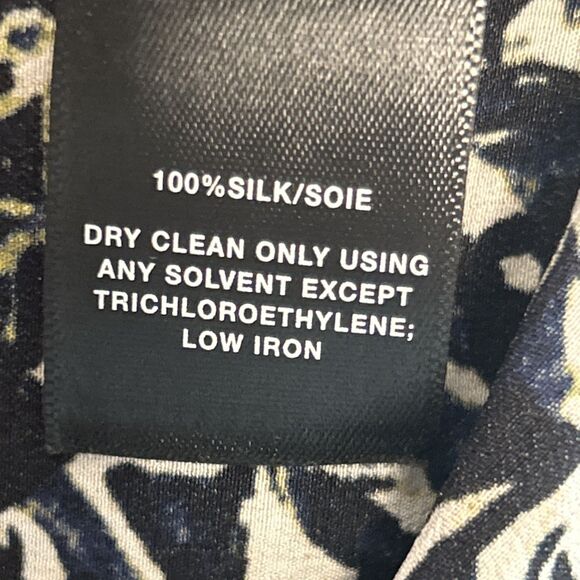 100%SILK/SOIE
DRY CLEAN ONLY USING
ANY SOLVENT EXCEPT
TRICHLOROETHYLENE;
LOW IRON